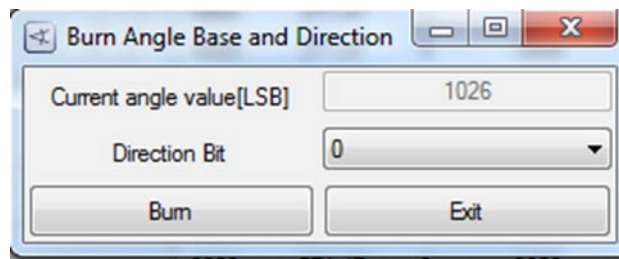 Burn Angle Base and Direction
Current angle value[LSB] 1026
Direction Bit 0
Burn Exit